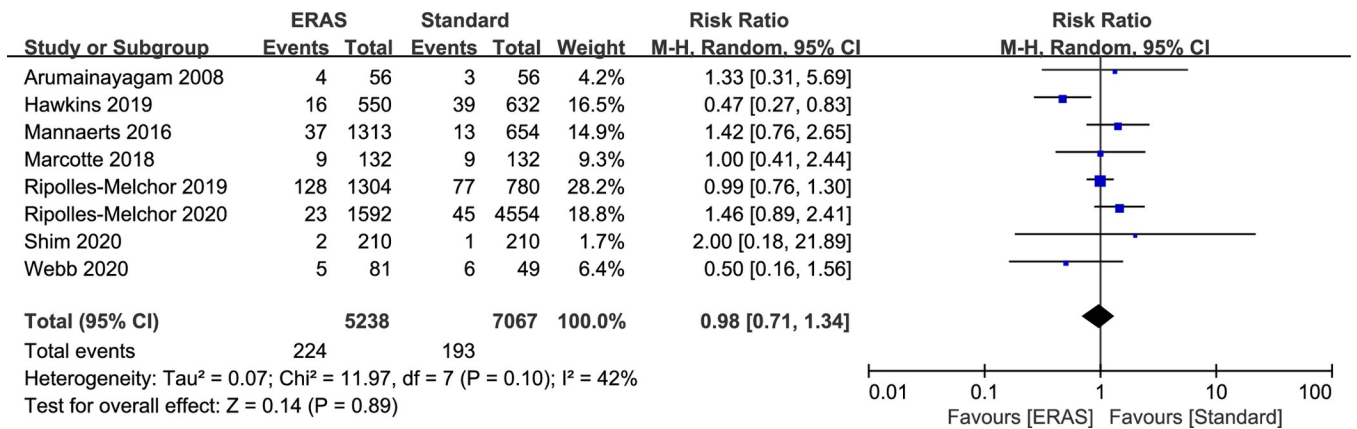 ERAS Standard Risk Ratio Risk Ratio
Study or Subgroup Events Total Events Total Weight M-H, Random, 95% CI M-H, Random, 95% CI
Arumainayagam 2008 4 56 3 56 4.2% 1.33 [0.31, 5.69]
Hawkins 2019 16 550 39 632 16.5% 0.47 [0.27, 0.83]
Mannaerts 2016 37 1313 13 654 14.9% 1.42 [0.76, 2.65]
Marcotte 2018 9 132 9 132 9.3% 1.00 [0.41, 2.44]
Ripolles-Melchor 2019 128 1304 77 780 28.2% 0.99 [0.76, 1.30]
Ripolles-Melchor 2020 23 1592 45 4554 18.8% 1.46 [0.89, 2.41]
Shim 2020 2 210 1 210 1.7% 2.00 [0.18, 21.89]
Webb 2020 5 81 6 49 6.4% 0.50 [0.16, 1.56]
Total (95% CI) 5238 7067 100.0% 0.98 [0.71, 1.34]
Total events 224 193
Heterogeneity: Tau² = 0.07; Chi² = 11.97, df = 7 (P = 0.10); I² = 42%
Test for overall effect: Z = 0.14 (P = 0.89)
0.01 0.1 1 10 100
Favours [ERAS] Favours [Standard]